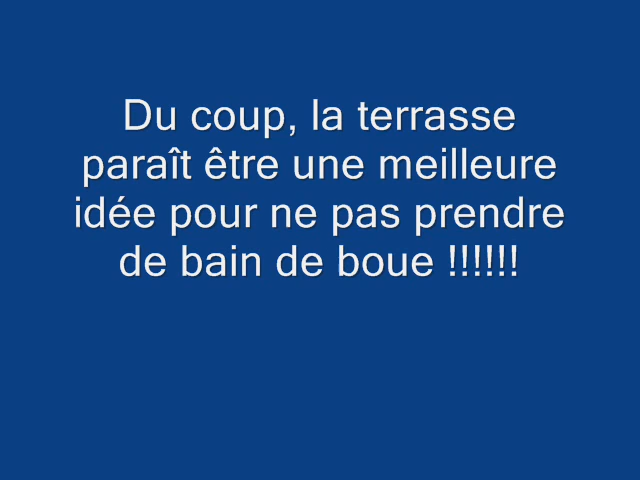 Du coup, la terrasse
paraît être une meilleure
idée pour ne pas prendre
de bain de boue !!!!!!